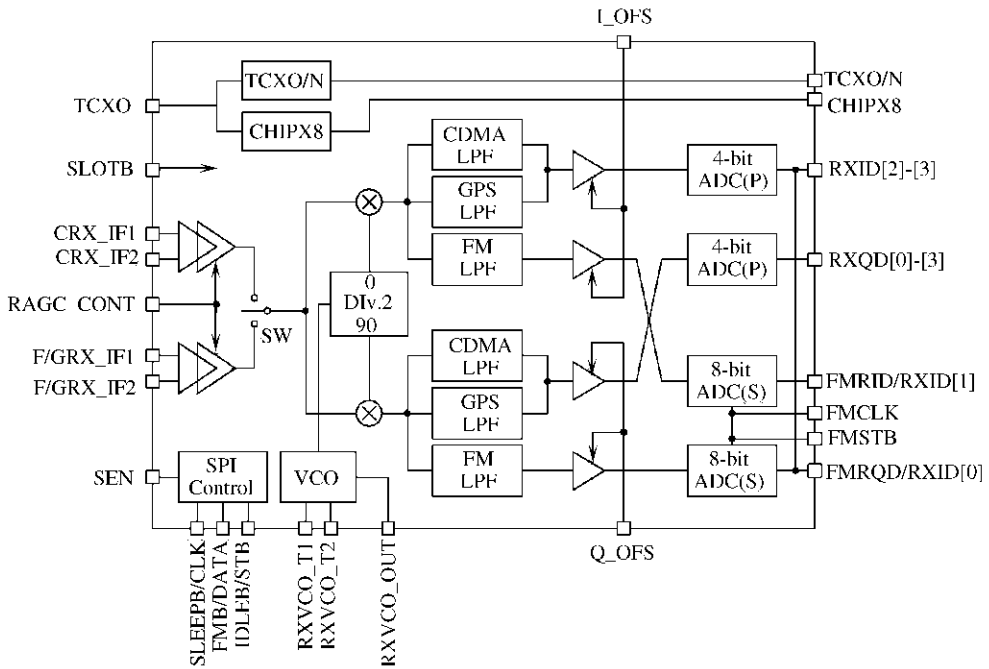 I_OFS
TCXO/N
TCXO/N
TCXO
CHIPX8
CHIPX8
CDMA
LPF
4-bit
ADC(P)
SLOTB
RXID[2]-[3]
GPS
LPF
CRX_IF1
CRX_IF2
FM
LPF
4-bit
ADC(P)
RXQD[0]-[3]
0
DIv.2
90
RAGC CONT
SW
CDMA
LPF
8-bit
ADC(S)
F/GRX_IF1
F/GRX_IF2
FMRID/RXID[1]
GPS
LPF
FMCLK
FMSTB
SEN
SPI
Control
VCO
FM
LPF
8-bit
ADC(S)
FMRQD/RXID[0]
Q_OFS
SLEEPB/CLK
FMB/DATA
IDLEB/STB
RXVCO_T1
RXVCO_T2
RXVCO_OUT